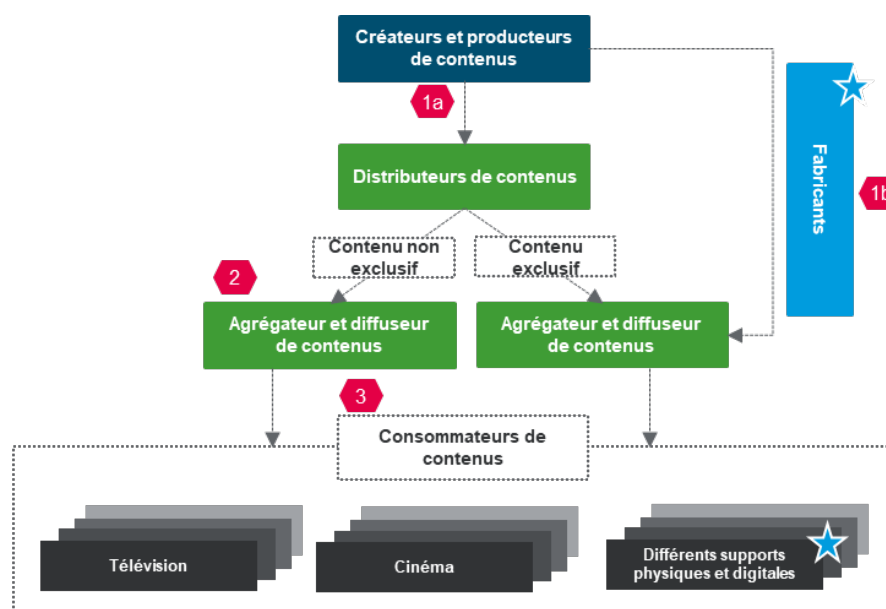 Créateurs et producteurs
de contenus
1a
Distributeurs de contenus
Fabricants
1b
Contenu non
exclusif
Contenu
exclusif
2
Agrégateur et diffuseur
de contenus
Agrégateur et diffuseur
de contenus
3
Consommateurs de
contenus
Télévision
Cinéma
Différents supports
physiques et digitales